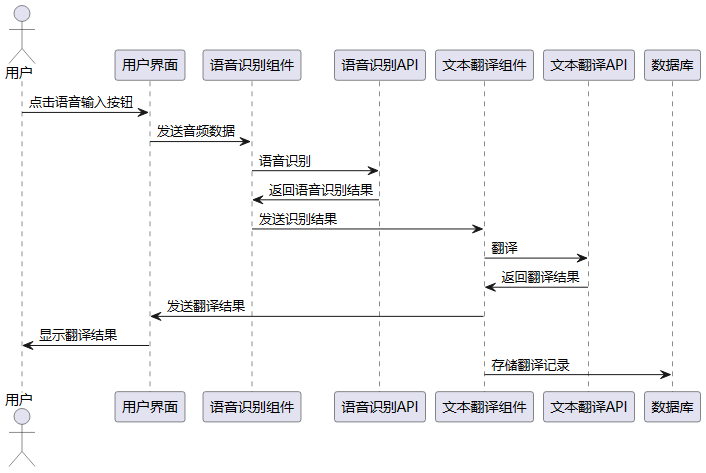 用户
用户界面
语音识别组件
语音识别API
文本翻译组件
文本翻译API
数据库
点击语音输入按钮
发送音频数据
语音识别
返回语音识别结果
发送识别结果
翻译
返回翻译结果
发送翻译结果
显示翻译结果
存储翻译记录
用户
用户界面
语音识别组件
语音识别API
文本翻译组件
文本翻译API
数据库